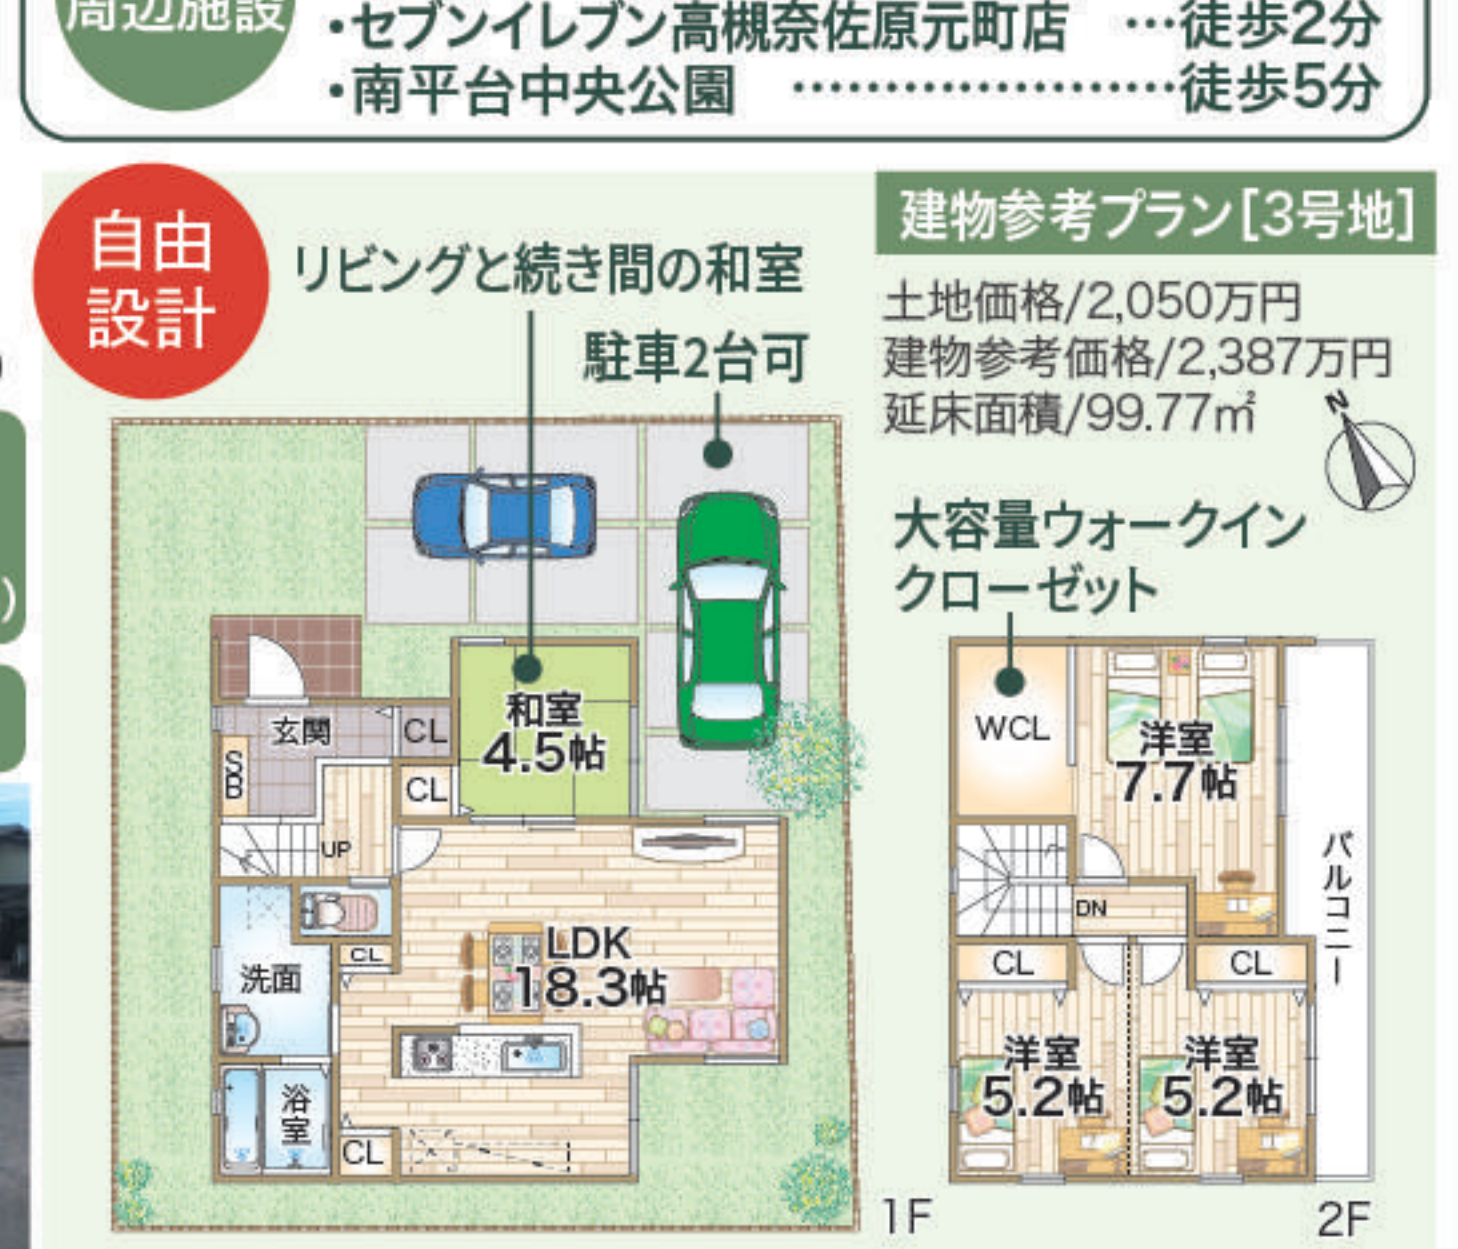 周辺施設
・セブンイレブン高槻奈佐原元町店 …徒歩2分
・南平台中央公園 …………………徒歩5分
自由
設計
リビングと続き間の和室
駐車2台可
建物参考プラン[3号地]
土地価格/2,050万円
建物参考価格/2,387万円
延床面積/99.77㎡
N
大容量ウォークイン
クローゼット
和室
4.5帖
玄関
CL
SB
CL
UP
LDK
18.3帖
CL
洗面
浴室
CL
1F
WCL
洋室
7.7帖
バルコニー
DN
CL
CL
洋室
5.2帖
洋室
5.2帖
2F
)
)